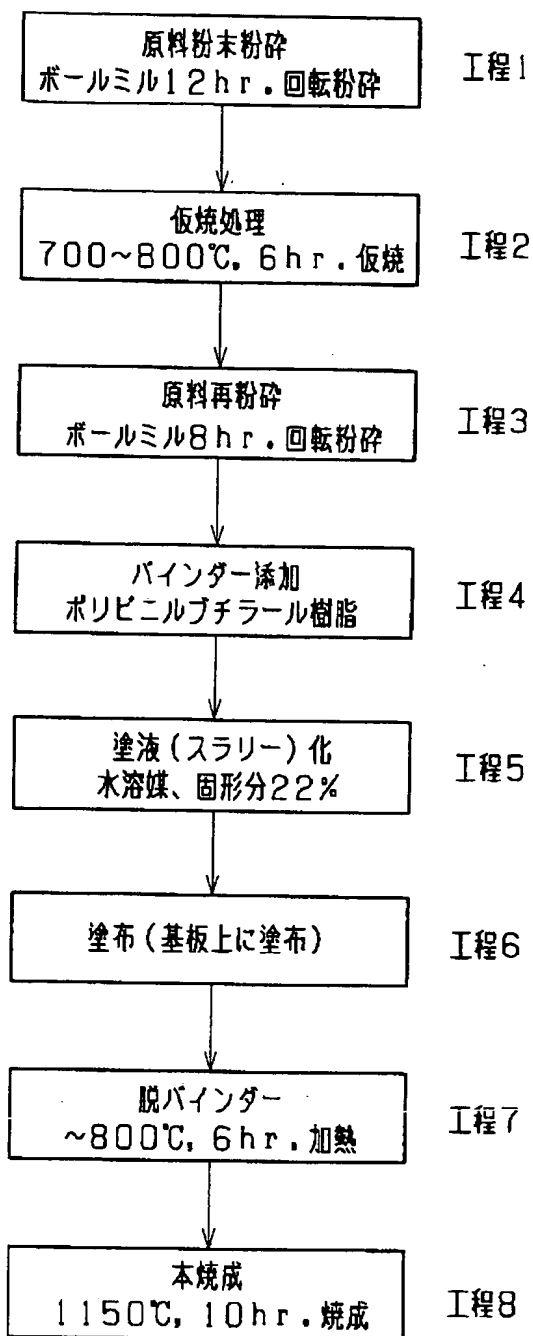 原料粉末粉砕
ボールミル12hr.回転粉砕
工程1
仮焼処理
700~800℃, 6hr.仮焼
工程2
原料再粉砕
ボールミル8hr.回転粉砕
工程3
バインダー添加
ポリビニルブチラール樹脂
工程4
塗液(スラリー)化
水溶媒、固形分22%
工程5
塗布(基板上に塗布)
工程6
脱バインダー
~800℃, 6hr.加熱
工程7
本焼成
1150℃, 10hr.焼成
工程8